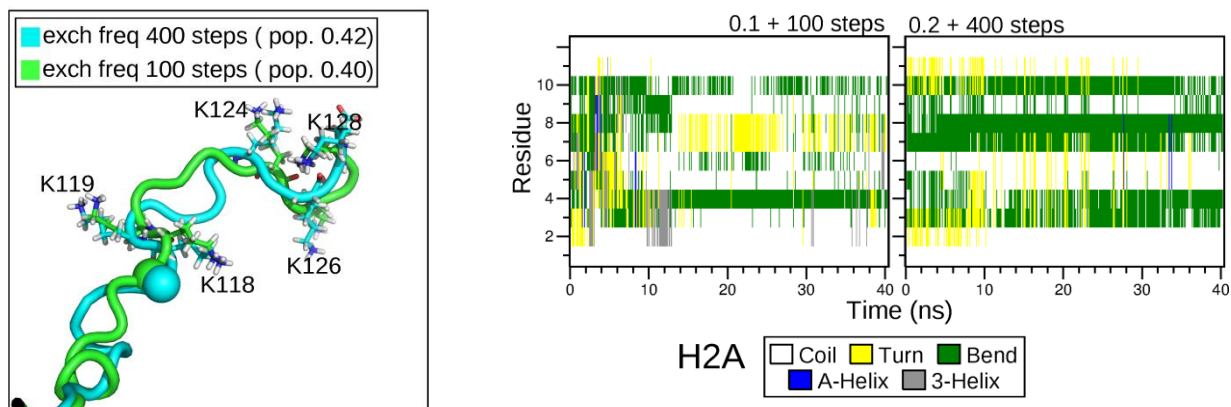 exch freq 400 steps ( pop. 0.42)
exch freq 100 steps ( pop. 0.40)
K124
K128
K119
K126
K118
0.1 + 100 steps
0.2 + 400 steps
Residue
10
8
6
4
2
0 10 20 30 40
0 10 20 30 40
Time (ns)
H2A
Coil Turn Bend
A-Helix 3-Helix